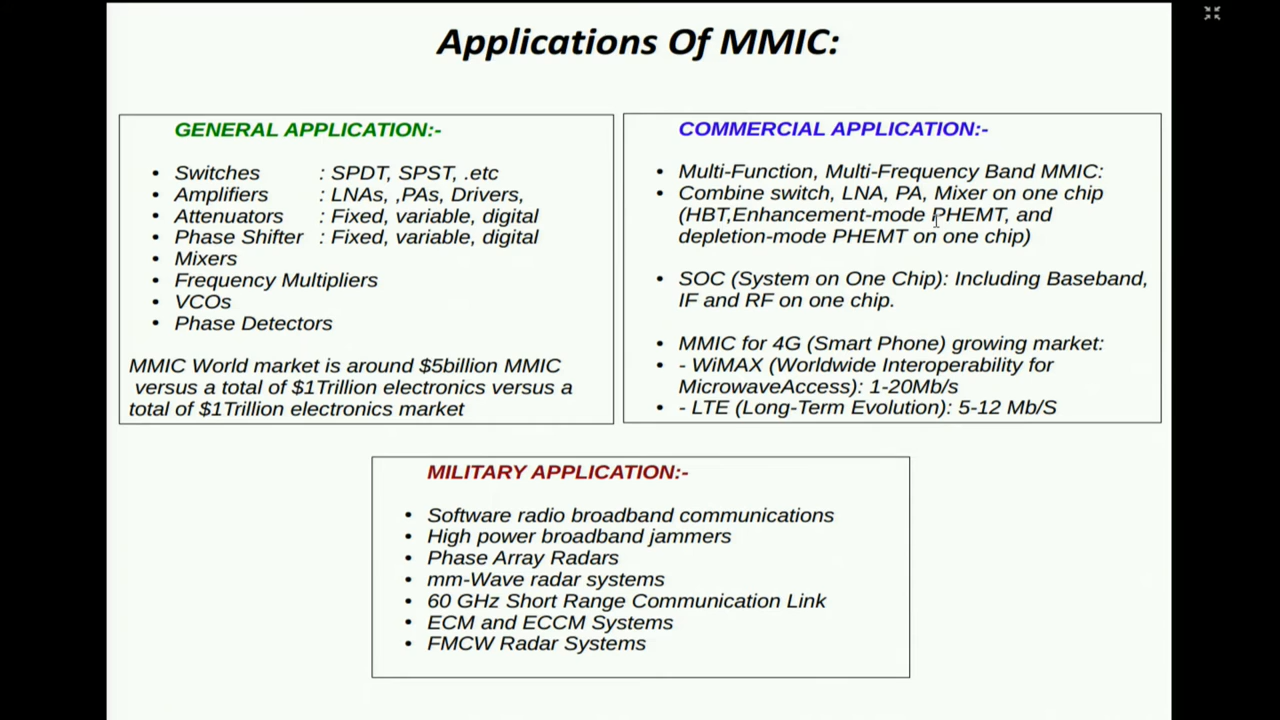 Applications Of MMIC:
GENERAL APPLICATION:-
• Switches : SPDT, SPST, .etc
• Amplifiers : LNAs, ,PAs, Drivers,
• Attenuators : Fixed, variable, digital
• Phase Shifter : Fixed, variable, digital
• Mixers
• Frequency Multipliers
• VCOs
• Phase Detectors
MMIC World market is around $5billion MMIC
versus a total of $1Trillion electronics versus a
total of $1Trillion electronics market
COMMERCIAL APPLICATION:-
• Multi-Function, Multi-Frequency Band MMIC:
• Combine switch, LNA, PA, Mixer on one chip
(HBT,Enhancement-mode PHEMT, and
depletion-mode PHEMT on one chip)
• SOC (System on One Chip): Including Baseband,
IF and RF on one chip.
• MMIC for 4G (Smart Phone) growing market:
• - WiMAX (Worldwide Interoperability for
MicrowaveAccess): 1-20Mb/s
• - LTE (Long-Term Evolution): 5-12 Mb/S
MILITARY APPLICATION:-
• Software radio broadband communications
• High power broadband jammers
• Phase Array Radars
• mm-Wave radar systems
• 60 GHz Short Range Communication Link
• ECM and ECCM Systems
• FMCW Radar Systems